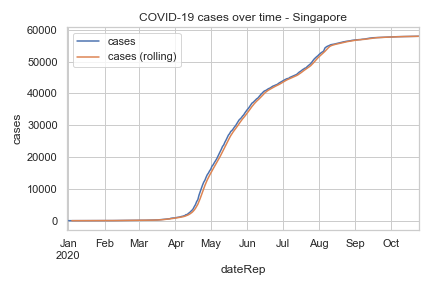 COVID-19 cases over time - Singapore
cases
cases (rolling)
60000
50000
40000
30000
20000
10000
0
cases
Jan Feb Mar Apr May Jun Jul Aug Sep Oct
2020
dateRep